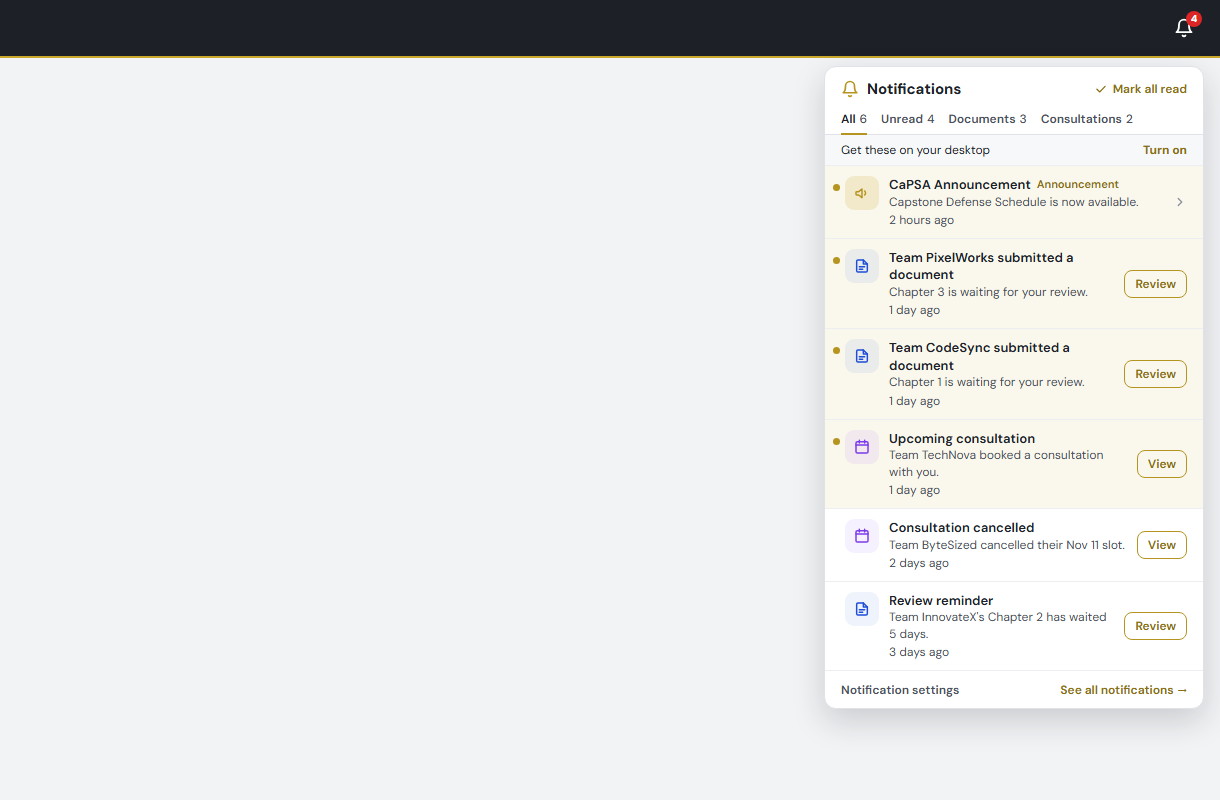 4
Notifications
Mark all read
All 6
Unread 4
Documents 3
Consultations 2
Get these on your desktop
Turn on
CaPSA Announcement Announcement
Capstone Defense Schedule is now available.
2 hours ago
Team PixelWorks submitted a
document
Chapter 3 is waiting for your review.
1 day ago
Review
Team CodeSync submitted a
document
Chapter 1 is waiting for your review.
1 day ago
Review
Upcoming consultation
Team TechNova booked a consultation
with you.
1 day ago
View
Consultation cancelled
Team ByteSized cancelled their Nov 11 slot.
2 days ago
View
Review reminder
Team InnovateX's Chapter 2 has waited
5 days.
3 days ago
Review
Notification settings
See all notifications →